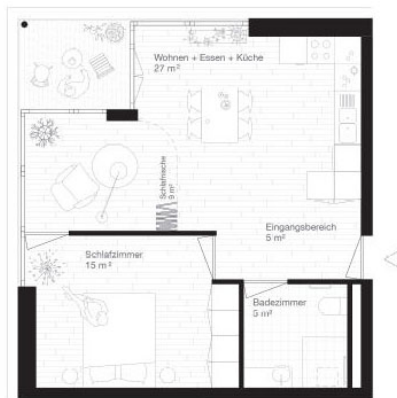 Wohnen + Essen + Küche
27 m²
Schlafnische
9 m²
Eingangsbereich
5 m²
Schlafzimmer
15 m²
Badezimmer
5 m²